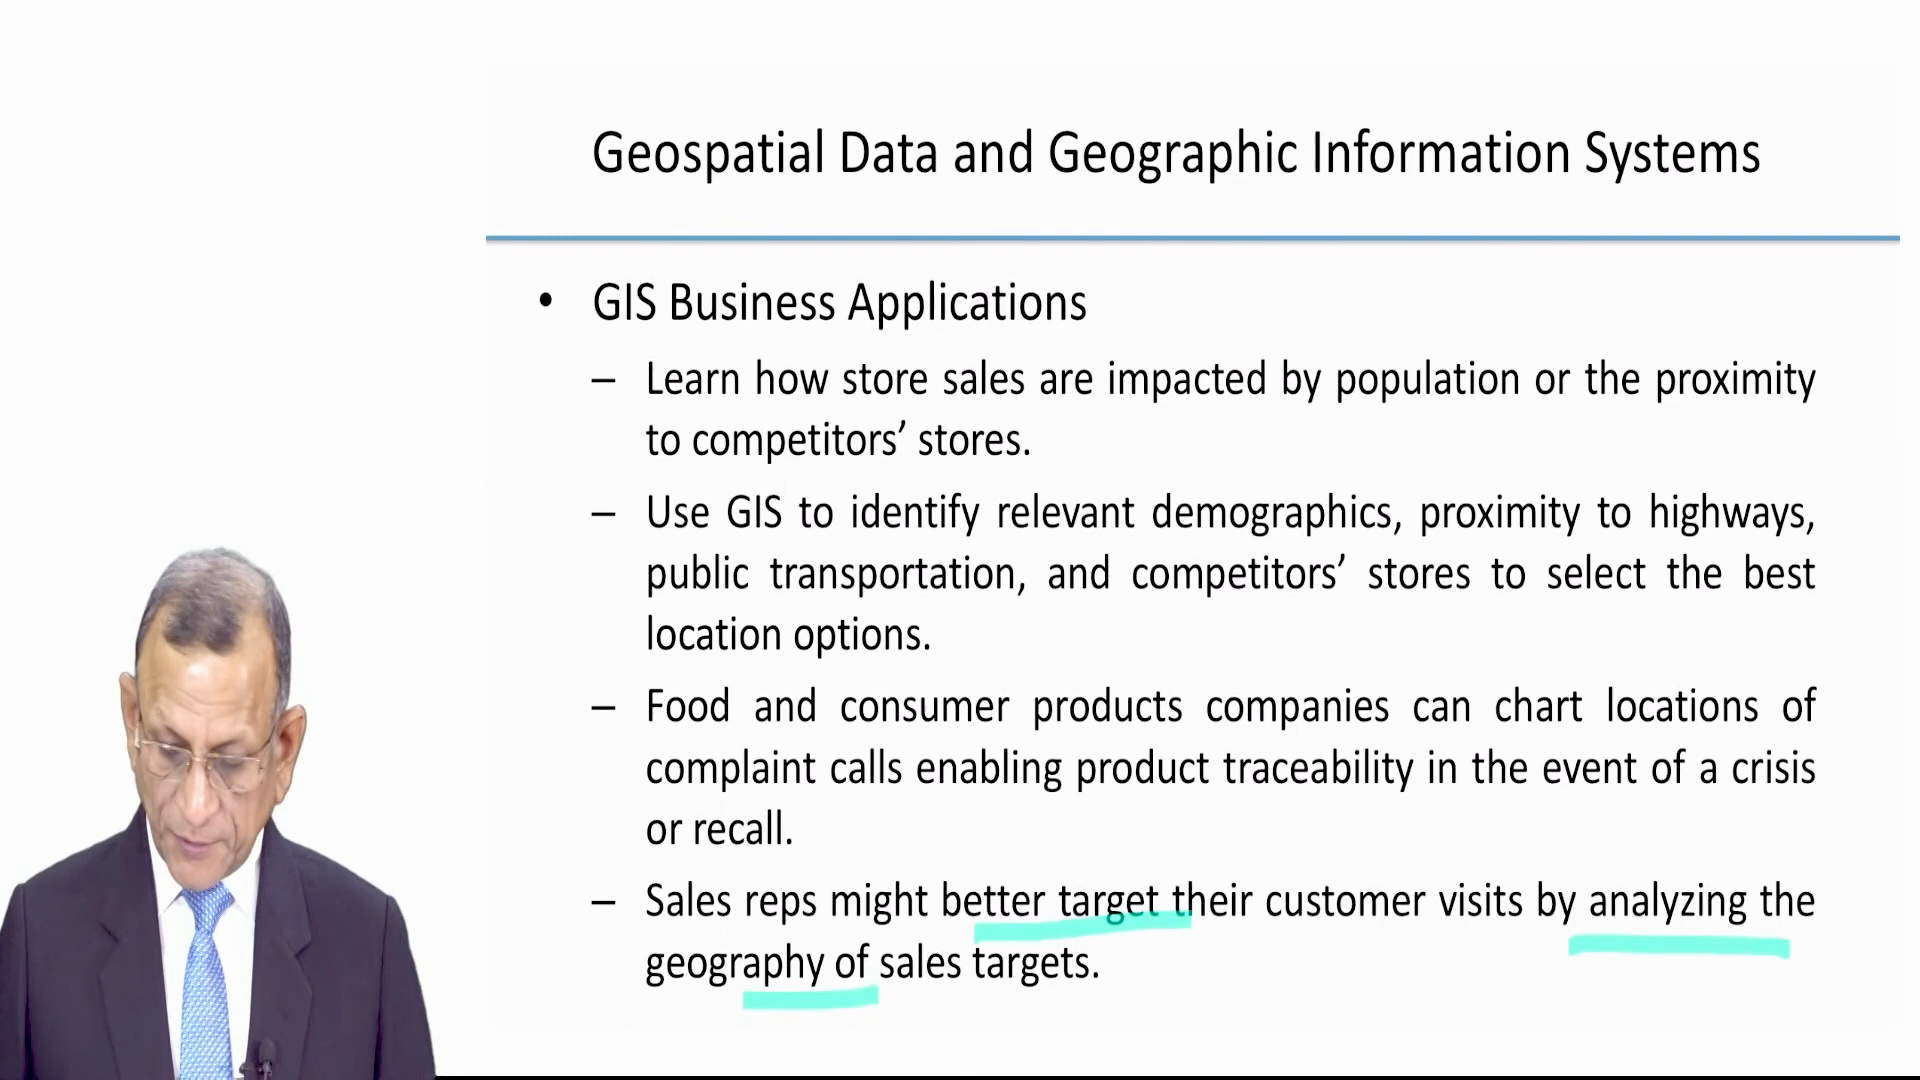 Geospatial Data and Geographic Information Systems
• GIS Business Applications
– Learn how store sales are impacted by population or the proximity
to competitors’ stores.
– Use GIS to identify relevant demographics, proximity to highways,
public transportation, and competitors’ stores to select the best
location options.
– Food and consumer products companies can chart locations of
complaint calls enabling product traceability in the event of a crisis
or recall.
– Sales reps might better target their customer visits by analyzing the
geography of sales targets.